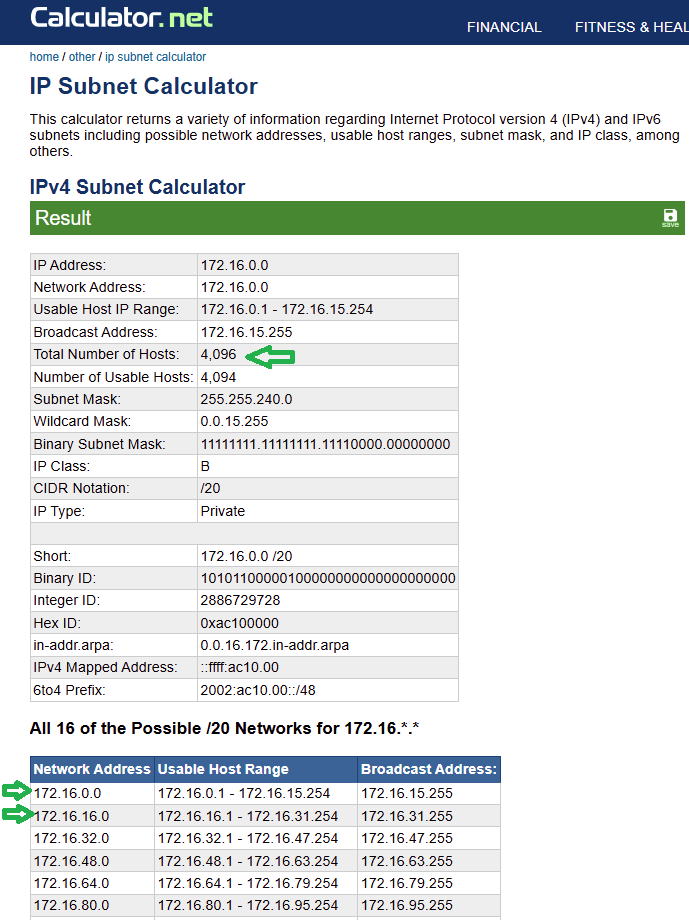 Calculator.net
FINANCIAL FITNESS & HEAL
home / other / ip subnet calculator
IP Subnet Calculator
This calculator returns a variety of information regarding Internet Protocol version 4 (IPv4) and IPv6
subnets including possible network addresses, usable host ranges, subnet mask, and IP class, among
others.
IPv4 Subnet Calculator
Result
save
IP Address: 172.16.0.0
Network Address: 172.16.0.0
Usable Host IP Range: 172.16.0.1 - 172.16.15.254
Broadcast Address: 172.16.15.255
Total Number of Hosts: 4,096
Number of Usable Hosts: 4,094
Subnet Mask: 255.255.240.0
Wildcard Mask: 0.0.15.255
Binary Subnet Mask: 11111111.11111111.11110000.00000000
IP Class: B
CIDR Notation: /20
IP Type: Private
Short: 172.16.0.0 /20
Binary ID: 10101100000100000000000000000000
Integer ID: 2886729728
Hex ID: 0xac100000
in-addr.arpa: 0.0.16.172.in-addr.arpa
IPv4 Mapped Address: ::ffff:ac10.00
6to4 Prefix: 2002:ac10.00::/48
All 16 of the Possible /20 Networks for 172.16.*.*
Network Address Usable Host Range Broadcast Address:
172.16.0.0 172.16.0.1 - 172.16.15.254 172.16.15.255
172.16.16.0 172.16.16.1 - 172.16.31.254 172.16.31.255
172.16.32.0 172.16.32.1 - 172.16.47.254 172.16.47.255
172.16.48.0 172.16.48.1 - 172.16.63.254 172.16.63.255
172.16.64.0 172.16.64.1 - 172.16.79.254 172.16.79.255
172.16.80.0 172.16.80.1 - 172.16.95.254 172.16.95.255